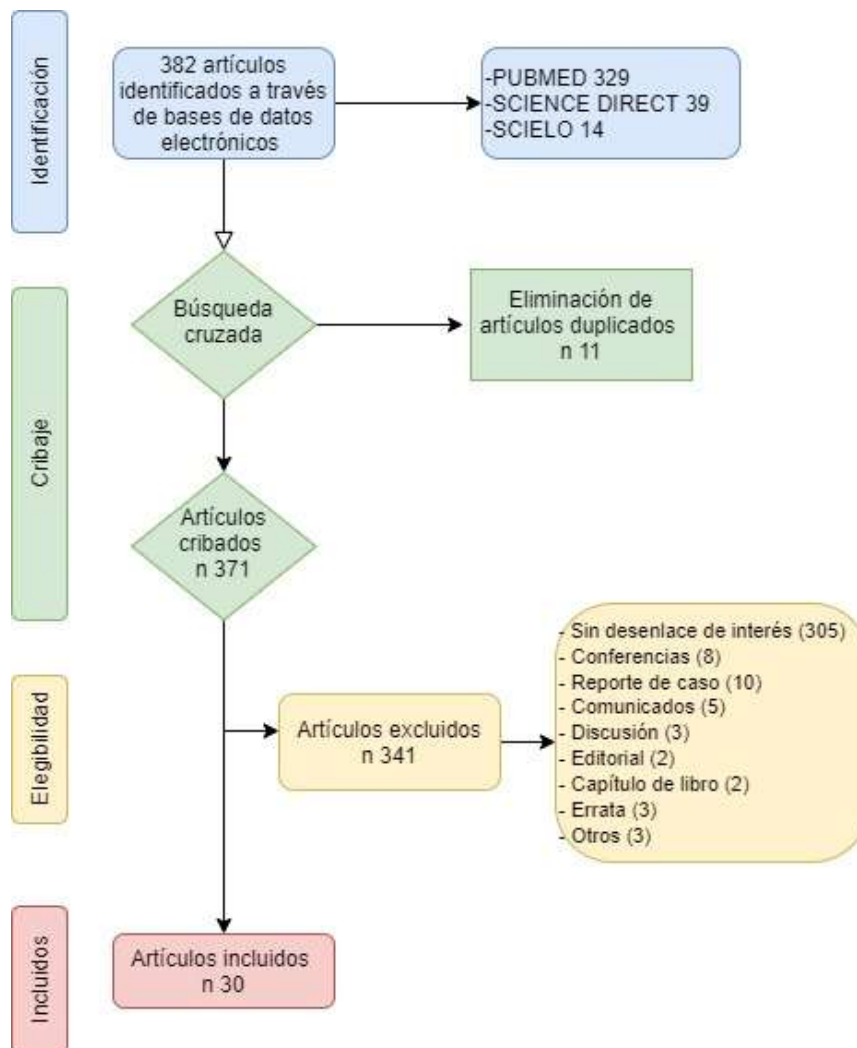 Identificación
382 artículos
identificados a través
de bases de datos
electrónicos
-PUBMED 329
-SCIENCE DIRECT 39
-SCIELO 14
Cribaje
Búsqueda
cruzada
Eliminación de
artículos duplicados
n 11
Artículos
cribados
n 371
Elegibilidad
Artículos excluidos
n 341
- Sin desenlace de interés (305)
- Conferencias (8)
- Reporte de caso (10)
- Comunicados (5)
- Discusión (3)
- Editorial (2)
- Capítulo de libro (2)
- Errata (3)
- Otros (3)
Incluidos
Artículos incluidos
n 30